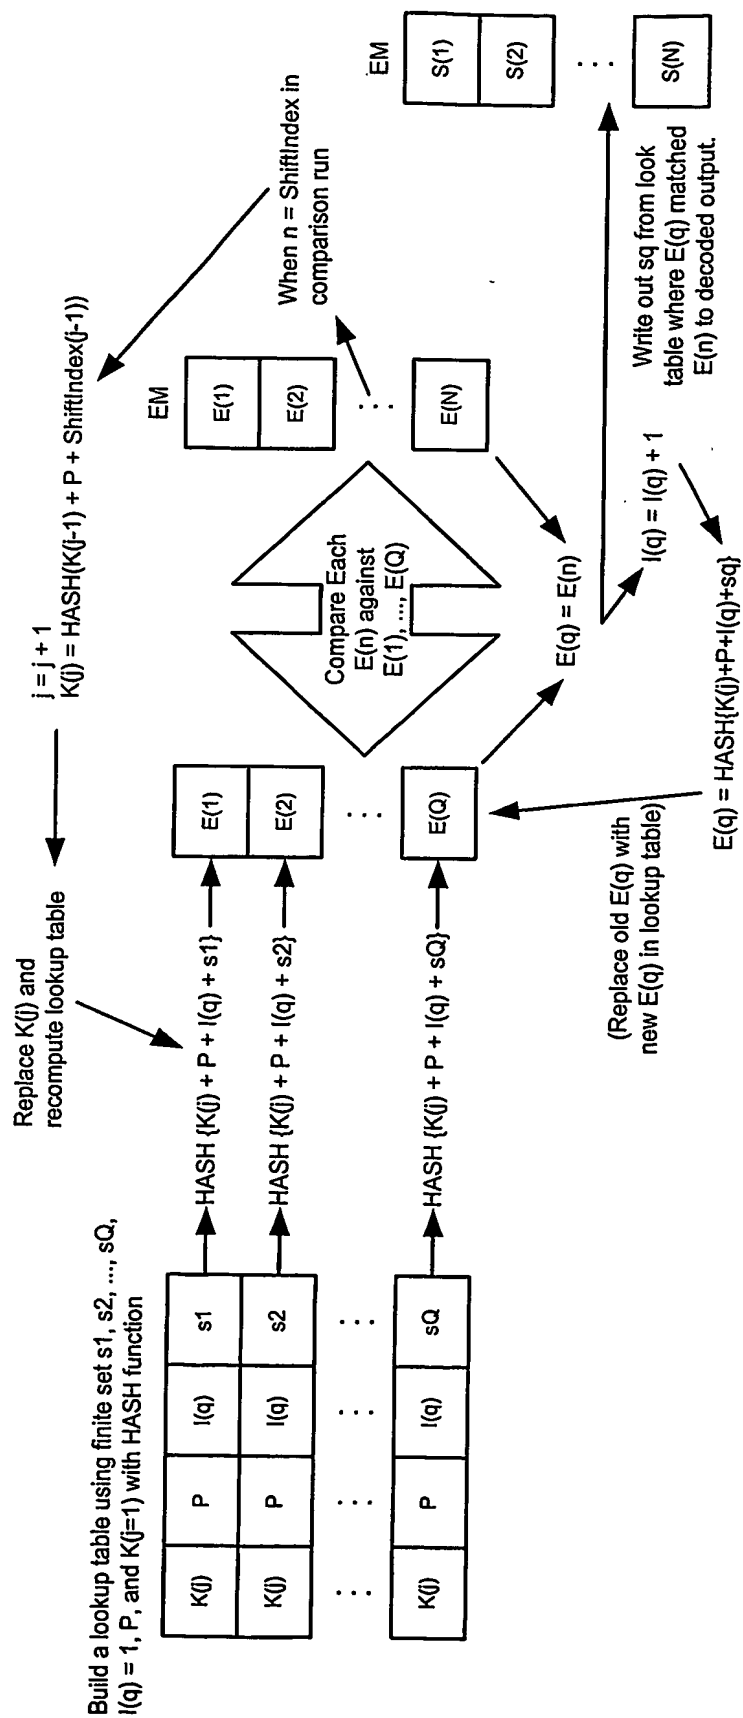 Build a lookup table using finite set s1, s2, ..., sQ,
I(q) = 1, P, and K(j=1) with HASH function
K(j) P I(q) s1
K(j) P I(q) s2
... ... ... ...
K(j) P I(q) sQ
HASH {K(j) + P + I(q) + s1}
HASH {K(j) + P + I(q) + s2}
HASH {K(j) + P + I(q) + sQ}
Replace K(j) and
recompute lookup table
j = j + 1
K(j) = HASH(K(j-1) + P + ShiftIndex(j-1))
E(1)
E(2)
...
E(Q)
Compare Each
E(n) against
E(1), ..., E(Q)
EM
E(1)
E(2)
...
E(N)
When n = ShiftIndex in
comparison run
E(q) = E(n)
I(q) = I(q) + 1
E(q) = HASH{K(j)+P+I(q)+sq}
(Replace old E(q) with
new E(q) in lookup table)
Write out sq from look
table where E(q) matched
E(n) to decoded output.
EM
S(1)
S(2)
...
S(N)